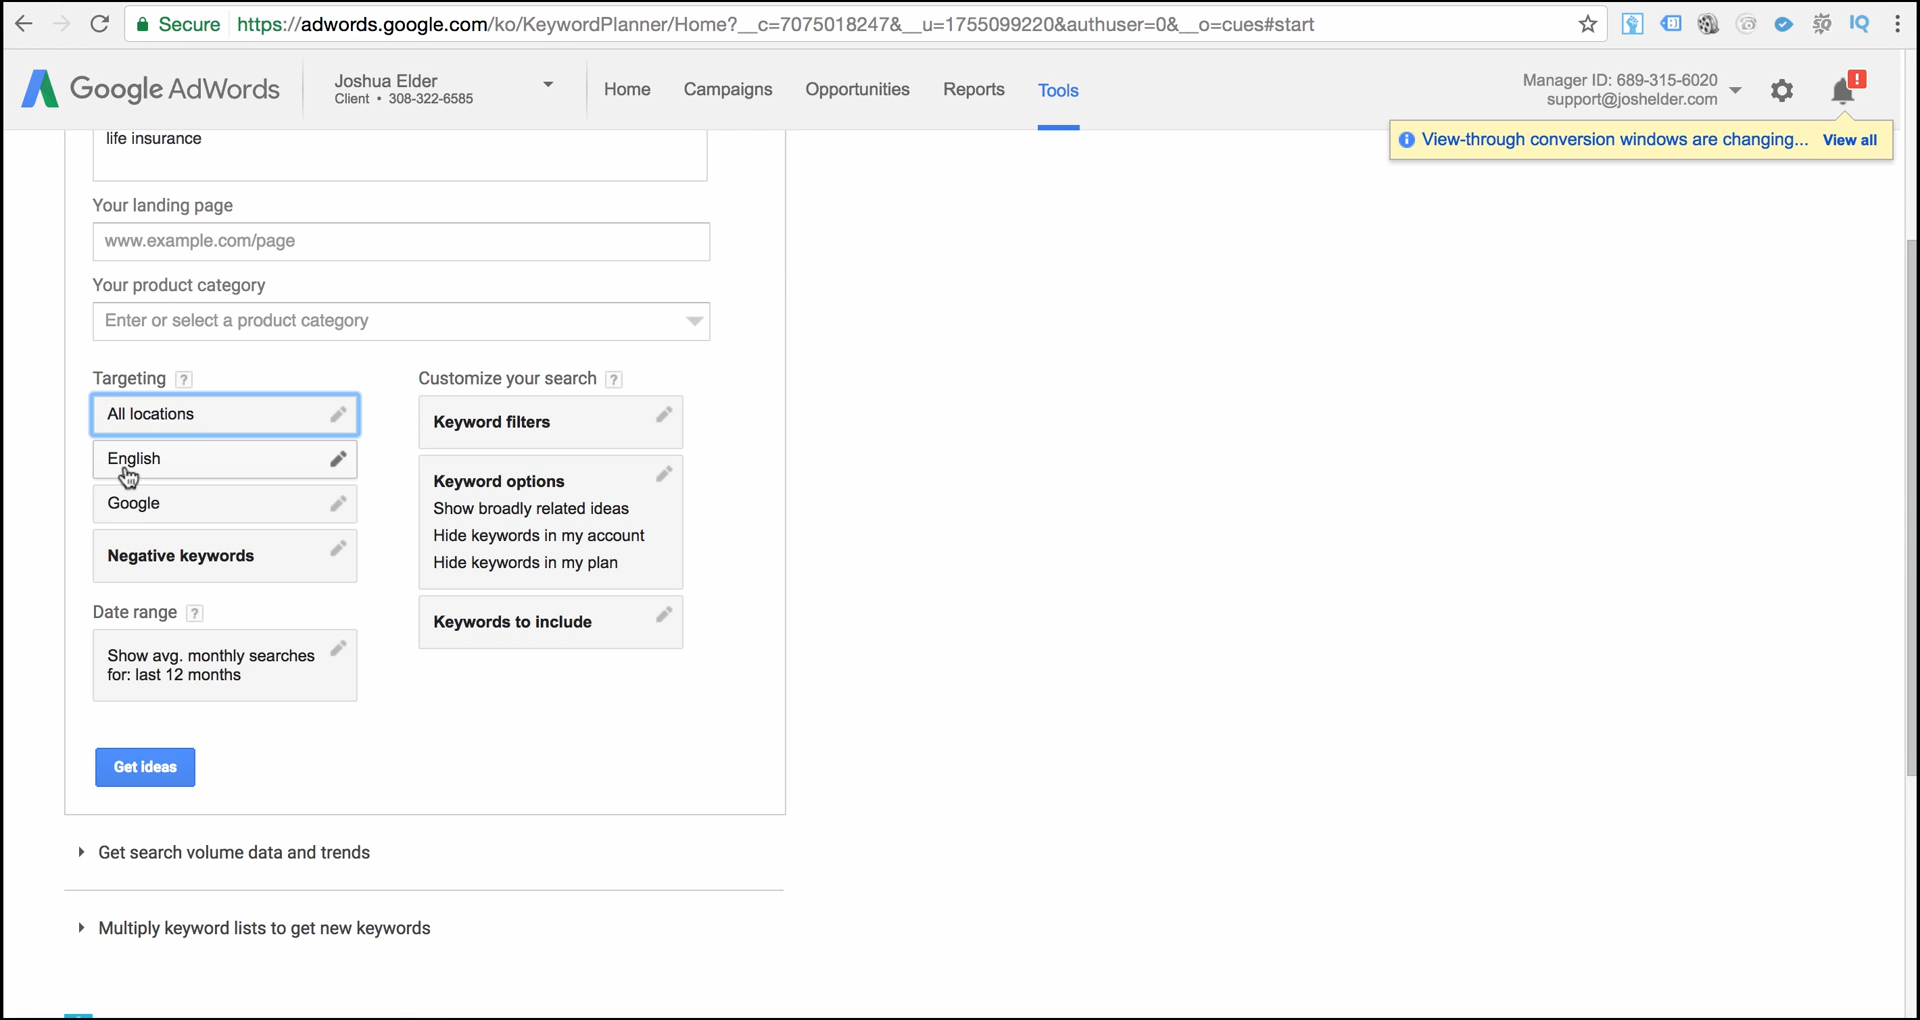 Secure https://adwords.google.com/ko/KeywordPlanner/Home?__c=7075018247&__u=1755099220&authuser=0&__o=cues#start
Google AdWords
Joshua Elder
Client • 308-322-6585
Home Campaigns Opportunities Reports Tools
Manager ID: 689-315-6020
support@joshelder.com
!
View-through conversion windows are changing... View all
life insurance
Your landing page
www.example.com/page
Your product category
Enter or select a product category
Targeting ?
All locations
English
Google
Negative keywords
Date range ?
Show avg. monthly searches
for: last 12 months
Customize your search ?
Keyword filters
Keyword options
Show broadly related ideas
Hide keywords in my account
Hide keywords in my plan
Keywords to include
Get ideas
Get search volume data and trends
Multiply keyword lists to get new keywords